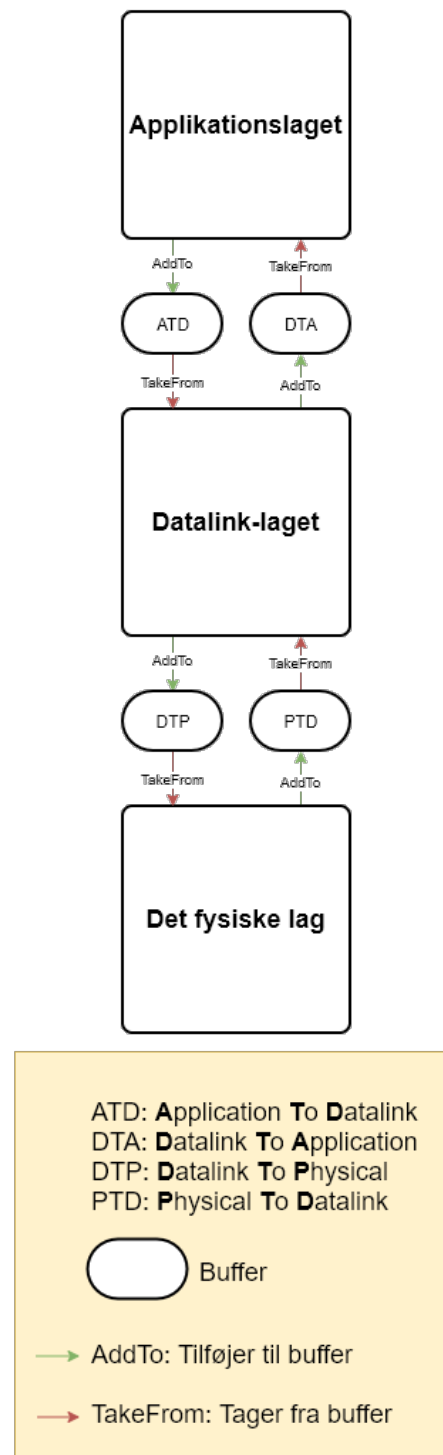 Applikationslaget
AddTo
TakeFrom
ATD
DTA
TakeFrom
AddTo
Datalink-laget
AddTo
TakeFrom
DTP
PTD
TakeFrom
AddTo
Det fysiske lag
ATD: Application To Datalink
DTA: Datalink To Application
DTP: Datalink To Physical
PTD: Physical To Datalink
Buffer
AddTo: Tilføjer til buffer
TakeFrom: Tager fra buffer